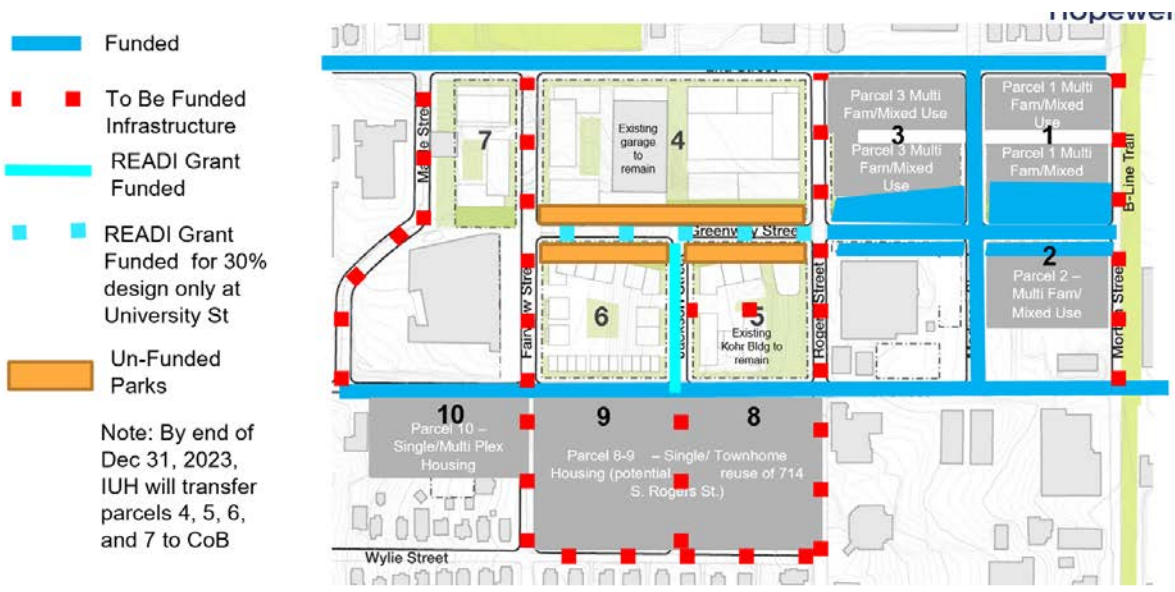 Funded
To Be Funded
Infrastructure
READI Grant
Funded
READI Grant
Funded for 30%
design only at
University St
Un-Funded
Parks
Note: By end of
Dec 31, 2023,
IUH will transfer
parcels 4, 5, 6,
and 7 to CoB
Street
7
Existing
garage
to
remain
4
Parcel 3 Multi
Fam/Mixed Use
3
Parcel 3 Multi
Fam/Mixed
Use
Parcel 1 Multi
Fam/Mixed
Use
1
Parcel 1 Multi
Fam/Mixed
B-Line Trail
Greenway Street
Rogers Street
6
5
Existing
Kohr Bldg to
remain
2
Parcel 2 –
Multi Fam/
Mixed Use
10
Parcel 10 –
Single/Multi Plex
Housing
9
8
Parcel 8-9 – Single/ Townhome
Housing (potential reuse of 714
S. Rogers St.)
Wylie Street